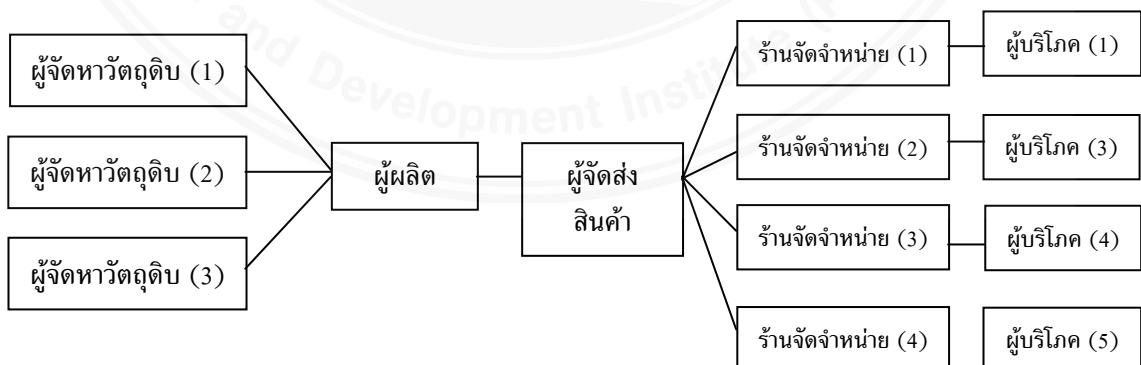 ผู้จัดหาวัตถุดิบ (1)
ผู้จัดหาวัตถุดิบ (2)
ผู้จัดหาวัตถุดิบ (3)
ผู้ผลิต
ผู้จัดส่ง
สินค้า
ร้านจัดจำหน่าย (1)
ผู้บริโภค (1)
ร้านจัดจำหน่าย (2)
ผู้บริโภค (3)
ร้านจัดจำหน่าย (3)
ผู้บริโภค (4)
ร้านจัดจำหน่าย (4)
ผู้บริโภค (5)
and Development Institute